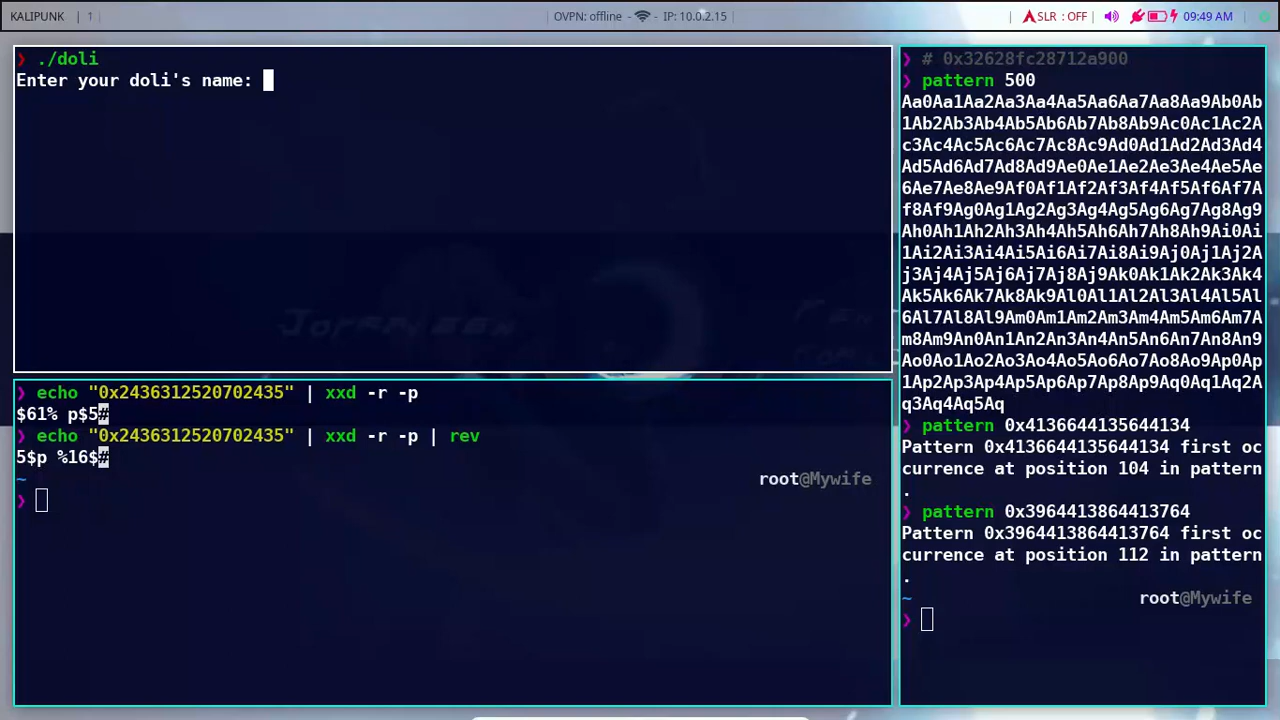 KALIPUNK | 1 | OVPN: offline - IP: 10.0.2.15 | SLR : OFF | 09:49 AM
❯ ./doli
Enter your doli's name:
❯ echo "0x2436312520702435" | xxd -r -p
$61% p$5#
❯ echo "0x2436312520702435" | xxd -r -p | rev
5$p %16$#
~
root@Mywife
❯
❯ # 0x32628fc28712a900
❯ pattern 500
Aa0Aa1Aa2Aa3Aa4Aa5Aa6Aa7Aa8Aa9Ab0Ab
1Ab2Ab3Ab4Ab5Ab6Ab7Ab8Ab9Ac0Ac1Ac2A
c3Ac4Ac5Ac6Ac7Ac8Ac9Ad0Ad1Ad2Ad3Ad4
Ad5Ad6Ad7Ad8Ad9Ae0Ae1Ae2Ae3Ae4Ae5Ae
6Ae7Ae8Ae9Af0Af1Af2Af3Af4Af5Af6Af7A
f8Af9Ag0Ag1Ag2Ag3Ag4Ag5Ag6Ag7Ag8Ag9
Ah0Ah1Ah2Ah3Ah4Ah5Ah6Ah7Ah8Ah9Ai0Ai
1Ai2Ai3Ai4Ai5Ai6Ai7Ai8Ai9Aj0Aj1Aj2A
j3Aj4Aj5Aj6Aj7Aj8Aj9Ak0Ak1Ak2Ak3Ak4
Ak5Ak6Ak7Ak8Ak9Al0Al1Al2Al3Al4Al5Al
6Al7Al8Al9Am0Am1Am2Am3Am4Am5Am6Am7A
m8Am9An0An1An2An3An4An5An6An7An8An9
Ao0Ao1Ao2Ao3Ao4Ao5Ao6Ao7Ao8Ao9Ap0Ap
1Ap2Ap3Ap4Ap5Ap6Ap7Ap8Ap9Aq0Aq1Aq2A
q3Aq4Aq5Aq
❯ pattern 0x4136644135644134
Pattern 0x4136644135644134 first oc
currence at position 104 in pattern
.
❯ pattern 0x3964413864413764
Pattern 0x3964413864413764 first oc
currence at position 112 in pattern
.
~
root@Mywife
❯